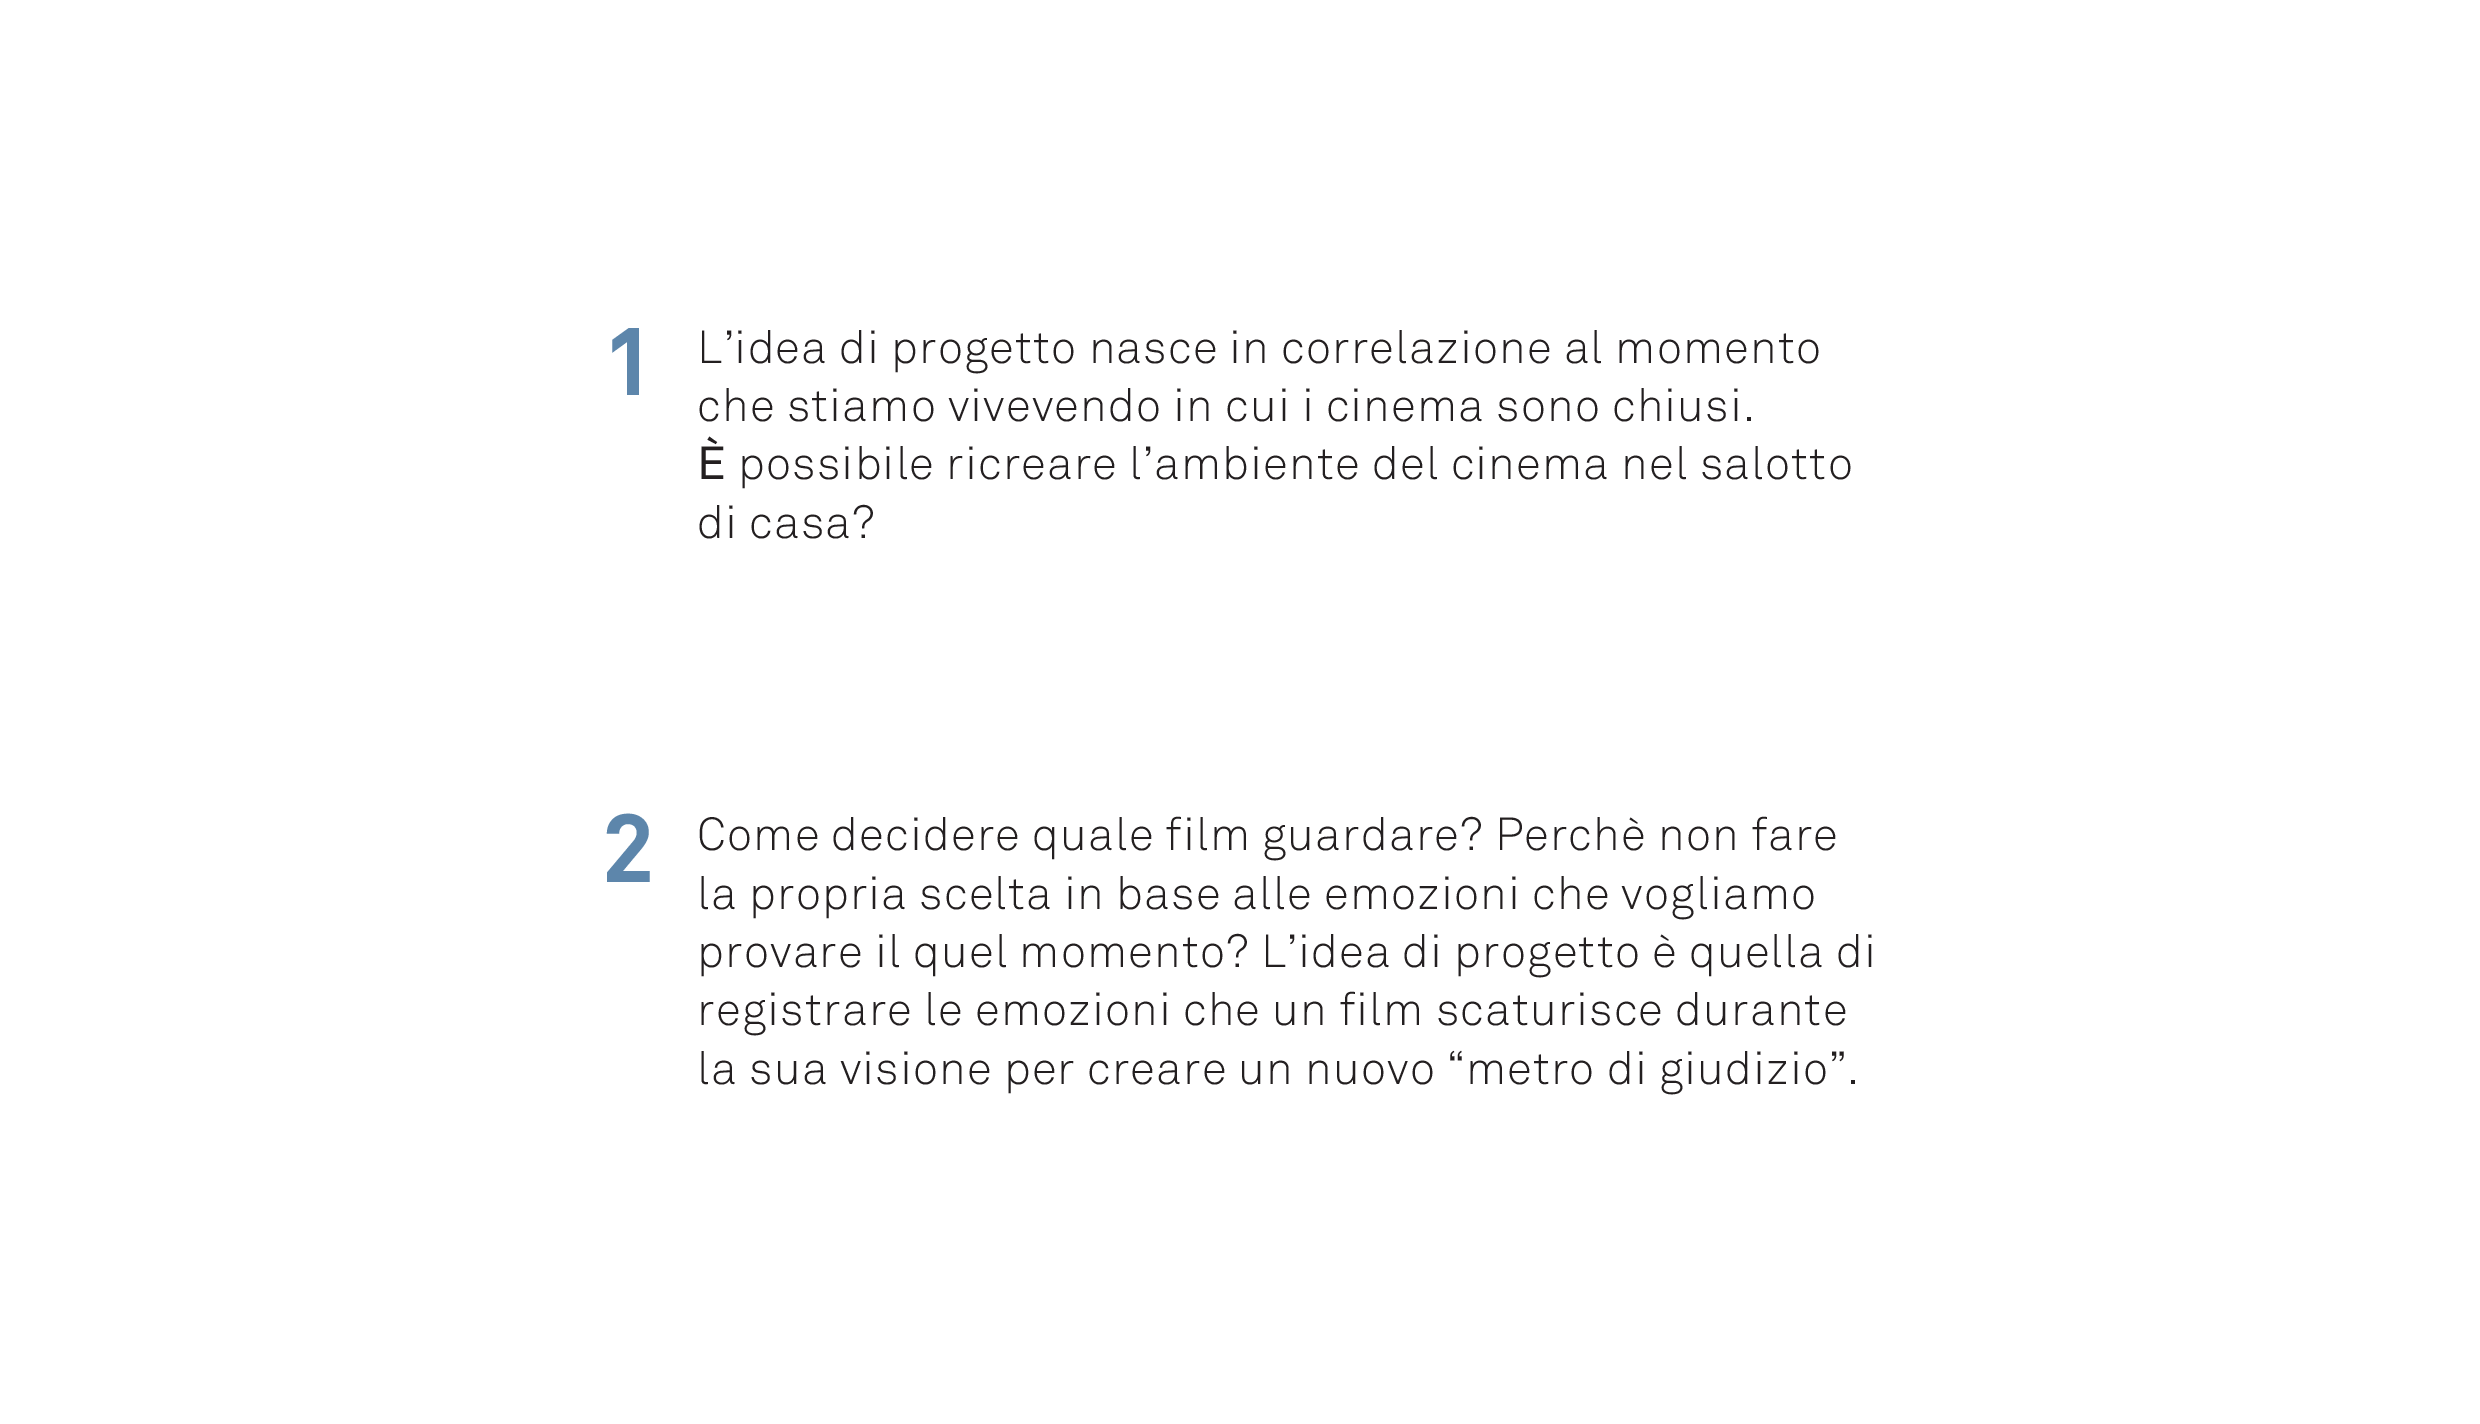 1 L’idea di progetto nasce in correlazione al momento
che stiamo vivevendo in cui i cinema sono chiusi.
È possibile ricreare l’ambiente del cinema nel salotto
di casa?
2 Come decidere quale film guardare? Perchè non fare
la propria scelta in base alle emozioni che vogliamo
provare il quel momento? L’idea di progetto è quella di
registrare le emozioni che un film scaturisce durante
la sua visione per creare un nuovo “metro di giudizio”.